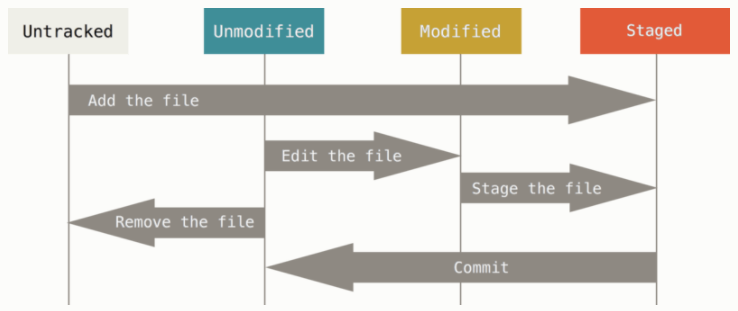 Untracked
Unmodified
Modified
Staged
Add the file
Edit the file
Stage the file
Remove the file
Commit